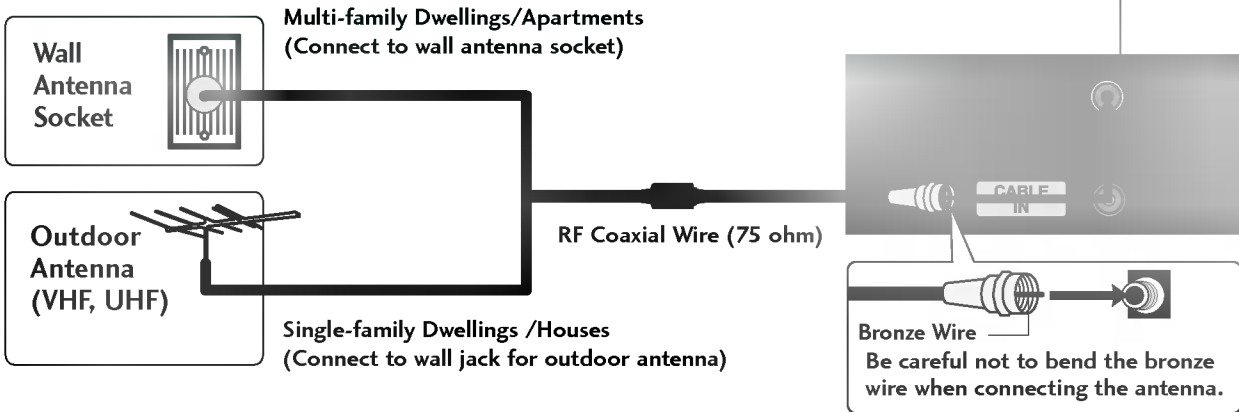 Multi-family Dwellings/Apartments
(Connect to wall antenna socket)
Wall
Antenna
Socket
Outdoor
Antenna
(VHF, UHF)
RF Coaxial Wire (75 ohm)
CABLE
IN
Single-family Dwellings /Houses
(Connect to wall jack for outdoor antenna)
Bronze Wire
Be careful not to bend the bronze
wire when connecting the antenna.